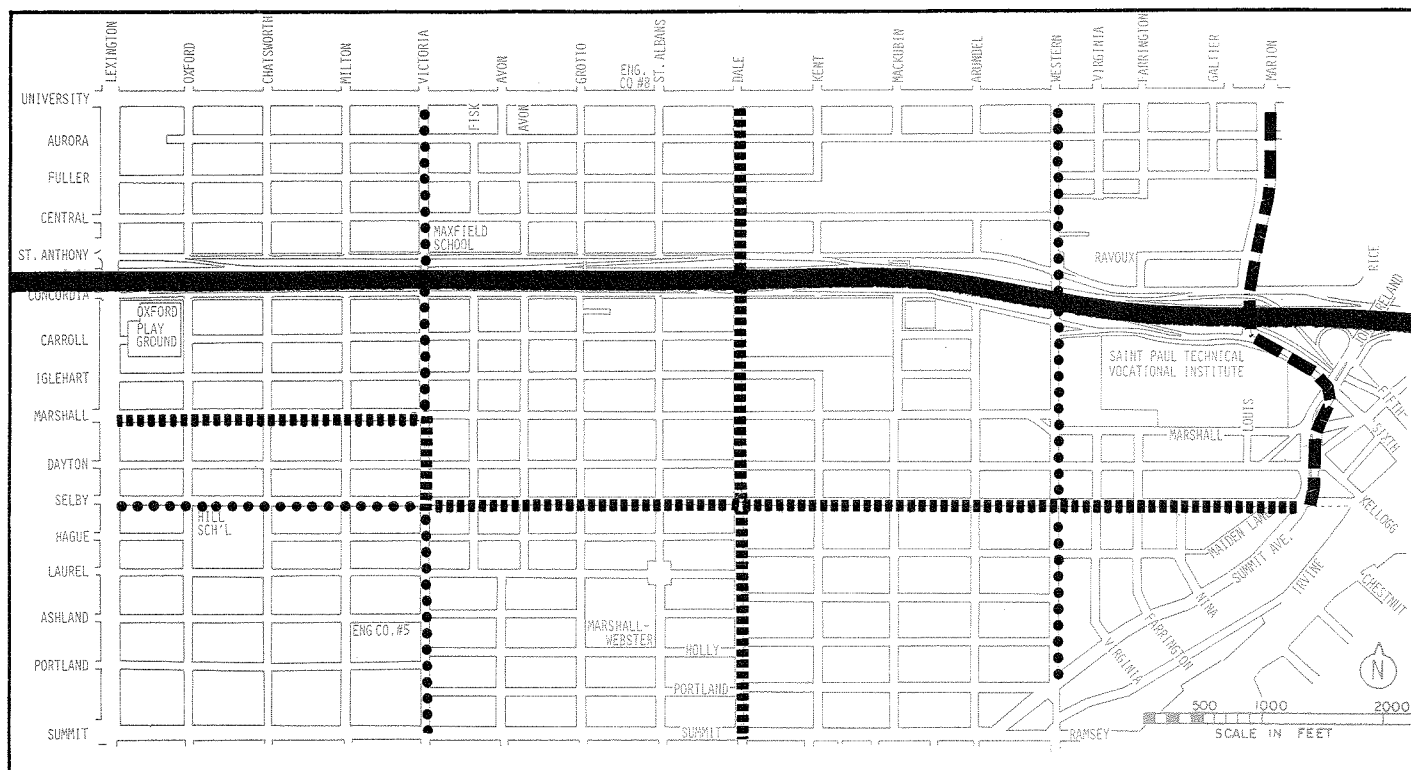 LEXINGTON
OXFORD
CHATSWORTH
MILTON
VICTORIA
AVON
GROTTO
ENG.
CO #8
ST. ALBANS
DALE
KENT
MACKUBIN
ARUNDEL
WESTERN
VIRGINIA
FARRINGTON
GALTIER
MARION
UNIVERSITY
FISK
AVON
AURORA
FULLER
CENTRAL
MAXFIELD
SCHOOL
ST. ANTHONY
RAVOUX
RICE
CONCORDIA
IRELAND
OXFORD
PLAY
GROUND
CARROLL
SAINT PAUL TECHNICAL
VOCATIONAL INSTITUTE
IGLEHART
MARSHALL
LOUIS
FIFTH
SIXTH
MARSHALL
DAYTON
SELBY
KELLOGG
HILL
SCH'L
HAGUE
MAIDEN LANE
SUMMIT AVE.
LAUREL
IRVINE
CHESTNUT
NINA
ASHLAND
ENG CO. #5
MARSHALL-
WEBSTER
HOLLY
FARRINGTON
VIRGINIA
PORTLAND
N
PORTLAND
500 1000 2000
SCALE IN FEET
SUMMIT
SUMMIT
RAMSEY